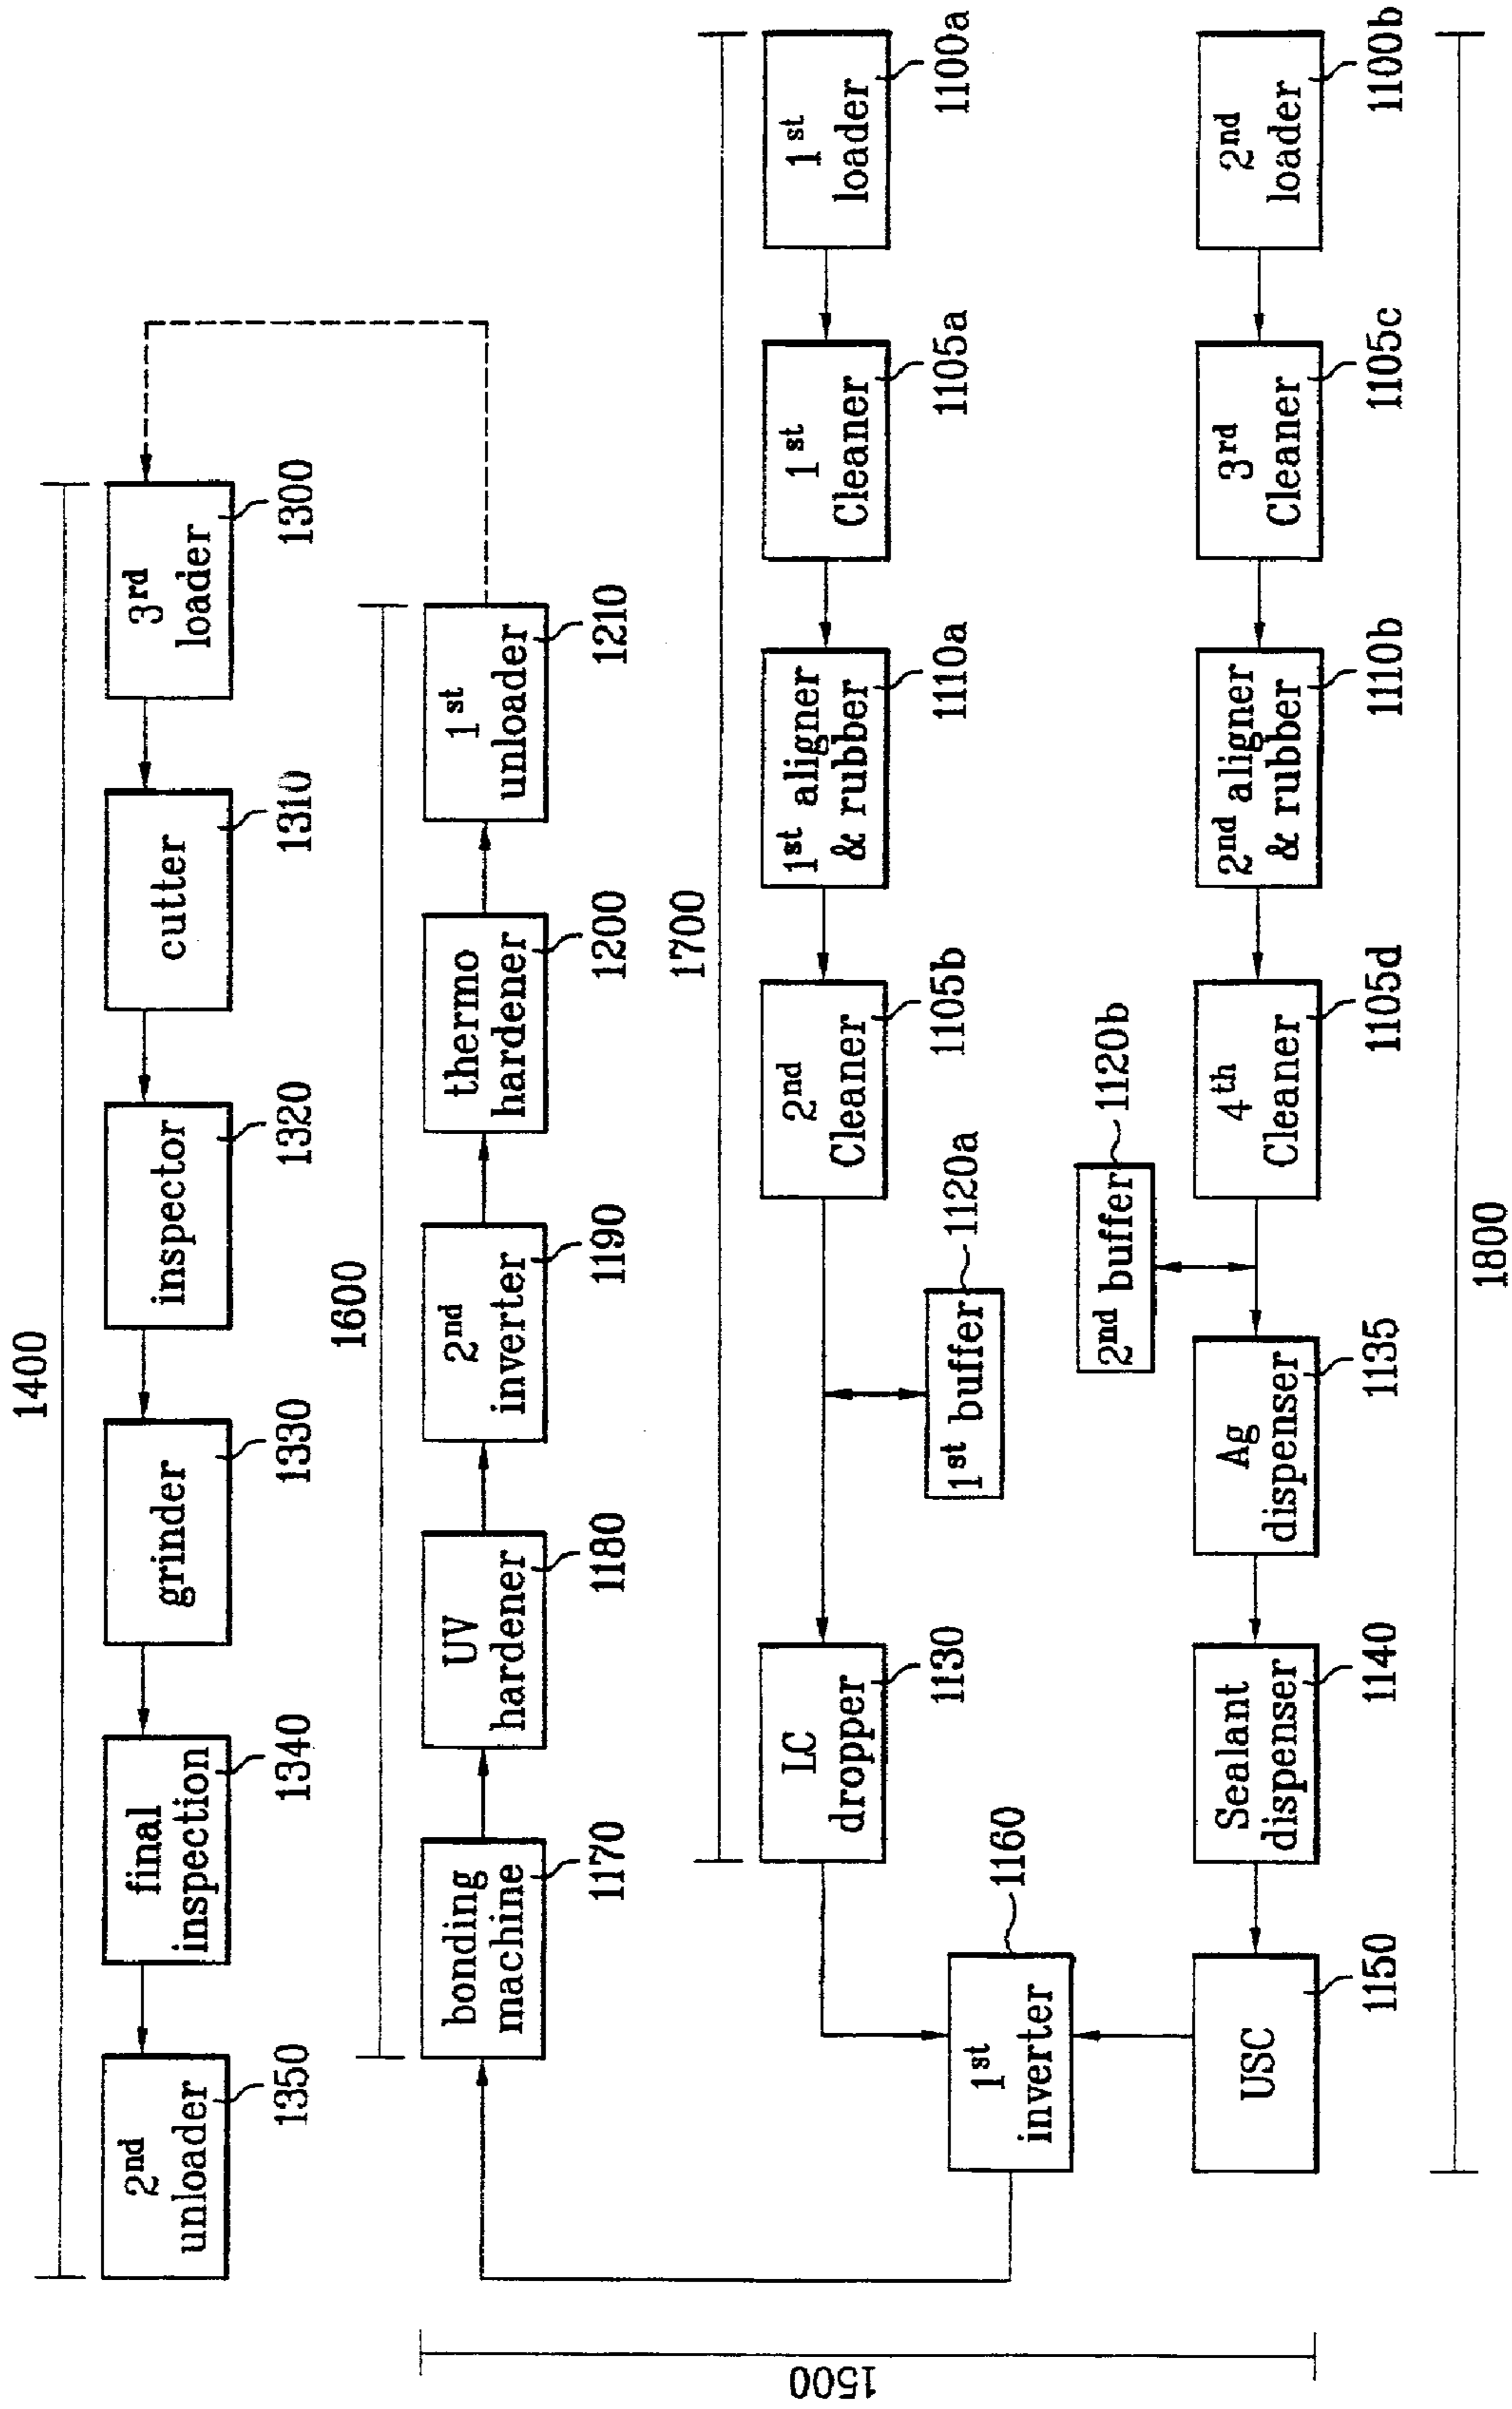 1400
2nd
unloader
1350
final
inspection
1340
grinder
1330
inspector
1320
cutter
1310
3rd
loader
1300
1600
bonding
machine
1170
UV
hardener
1180
2nd
inverter
1190
thermo
hardener
1200
1st
unloader
1210
1500
1700
LC
dropper
1130
1st buffer
1120a
2nd
Cleaner
1105b
1st aligner
& rubber
1110a
1st
Cleaner
1105a
1st
loader
1100a
1st
inverter
1160
USC
1150
Sealant
dispenser
1140
Ag
dispenser
1135
2nd buffer
1120b
4th
Cleaner
1105d
2nd aligner
& rubber
1110b
3rd
Cleaner
1105c
2nd
loader
1100b
1800